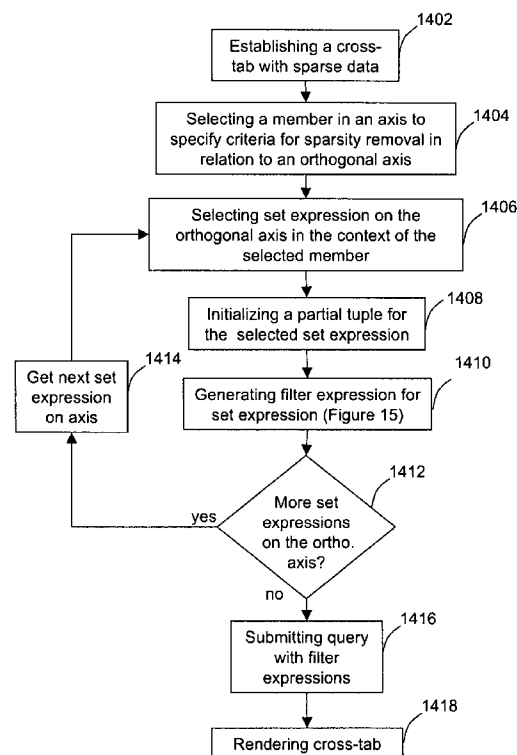 1402
Establishing a cross-
tab with sparse data
1404
Selecting a member in an axis to
specify criteria for sparsity removal in
relation to an orthogonal axis
1406
Selecting set expression on the
orthogonal axis in the context of the
selected member
1408
Initializing a partial tuple for
the selected set expression
1414
Get next set
expression
on axis
1410
Generating filter expression for
set expression (Figure 15)
1412
More set
expressions
on the ortho.
axis?
yes
no
1416
Submitting query
with filter
expressions
1418
Rendering cross-tab